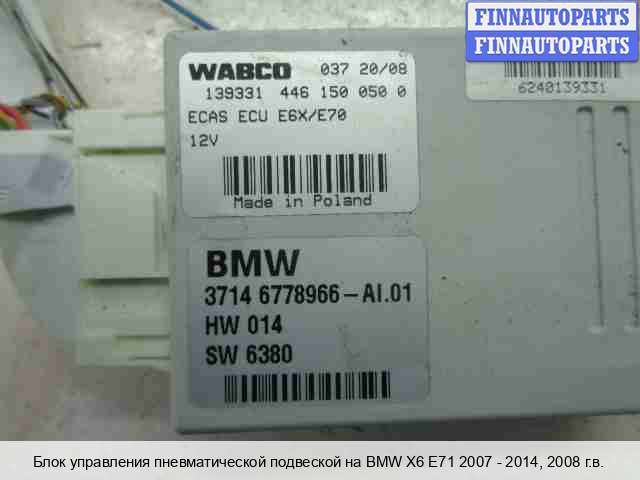 FINNAUTOPARTS
FINNAUTOPARTS
WABCO 037 20/08
139331 446 150 050 0
ECAS ECU E6X/E70
12V
Made in Poland
6240139331
BMW
3714 6778966-AI.01
HW 014
SW 6380
Блок управления пневматической подвеской на BMW X6 E71 2007 - 2014, 2008 г.в.